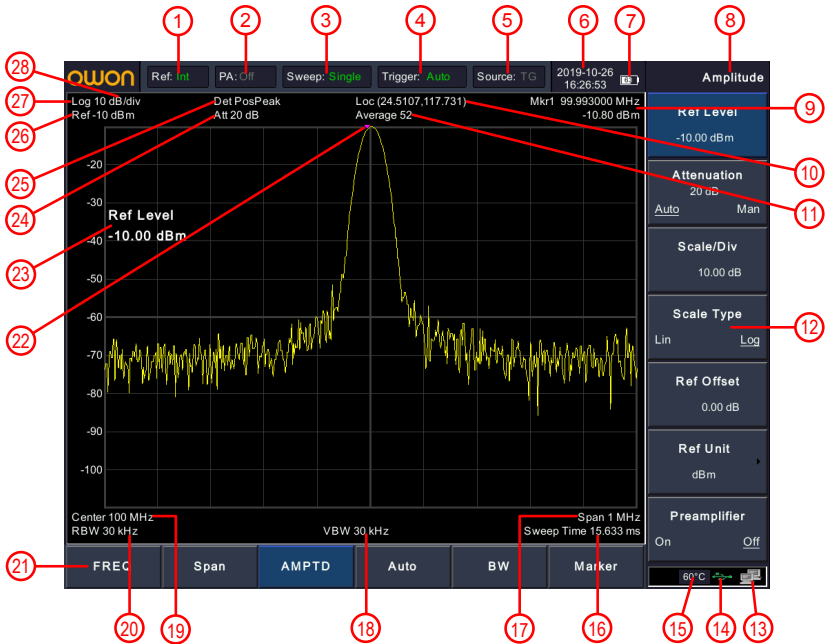 1 2 3 4 5 6 7 8
28 27 26 25 24 23 22 21
owon
Ref: Int
PA: Off
Sweep: Single
Trigger: Auto
Source: TG
2019-10-26
16:26:53
Amplitude
Log 10 dB/div
Det PosPeak
Loc (24.5107,117.731)
Mkr1 99.993000 MHz
Ref -10 dBm
Att 20 dB
Average 52
-10.80 dBm
-20
-30
-40
-50
-60
-70
-80
-90
-100
Ref Level
-10.00 dBm
Center 100 MHz
Span 1 MHz
RBW 30 kHz
VBW 30 kHz
Sweep Time 15.633 ms
FREQ
Span
AMPTD
Auto
BW
Marker
Ref Level
-10.00 dBm
Attenuation
20 dB
Auto Man
Scale/Div
10.00 dB
Scale Type
Lin Log
Ref Offset
0.00 dB
Ref Unit
dBm
Preamplifier
On Off
60°C
9
10
11
12
20 19 18 17 16 15 14 13